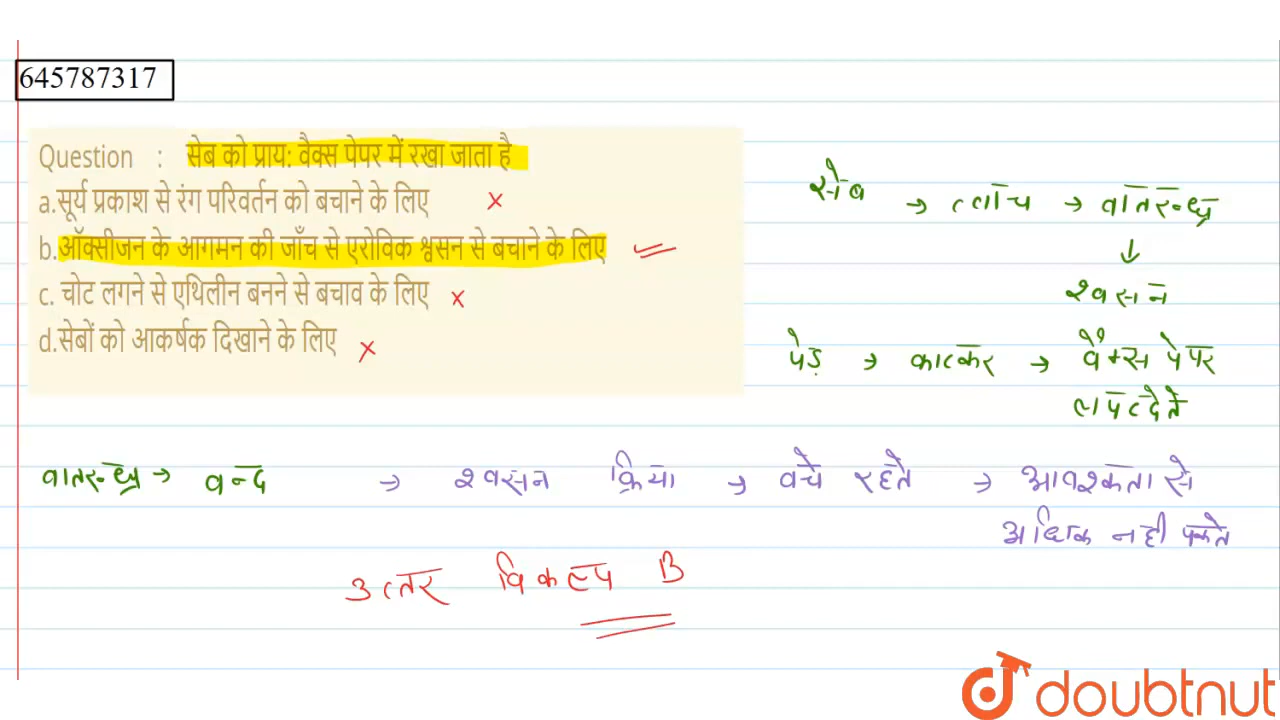 645787317
Question : सेब को प्राय: वैक्स पेपर में रखा जाता है
a.सूर्य प्रकाश से रंग परिवर्तन को बचाने के लिए
b.ऑक्सीजन के आगमन की जाँच से एरोविक श्वसन से बचाने के लिए
c. चोट लगने से एथिलीन बनने से बचाव के लिए
d.सेबों को आकर्षक दिखाने के लिए
सेब → त्वचा → वातरन्ध्र
↓
श्वसन
पेड़ → काटकर → वैक्स पेपर
लपेट देते
वातरन्ध्र → बन्द → श्वसन क्रिया → बचे रहते → आवश्कता से
अधिक नही पकते
उत्तर विकल्प B
doubtnut